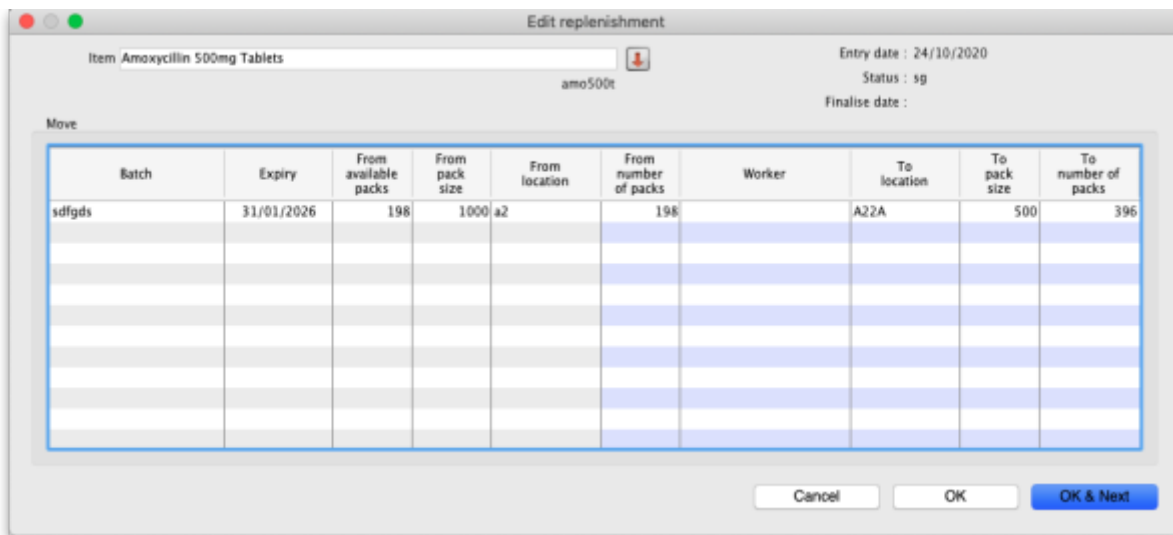 Edit replenishment
Item Amoxycillin 500mg Tablets
amo500t
Entry date : 24/10/2020
Status : sg
Finalise date :
Move
Batch Expiry From available packs From pack size From location From number of packs Worker To location To pack size To number of packs
sdfgds 31/01/2026 198 1000 a2 198 A22A 500 396
Cancel OK OK & Next